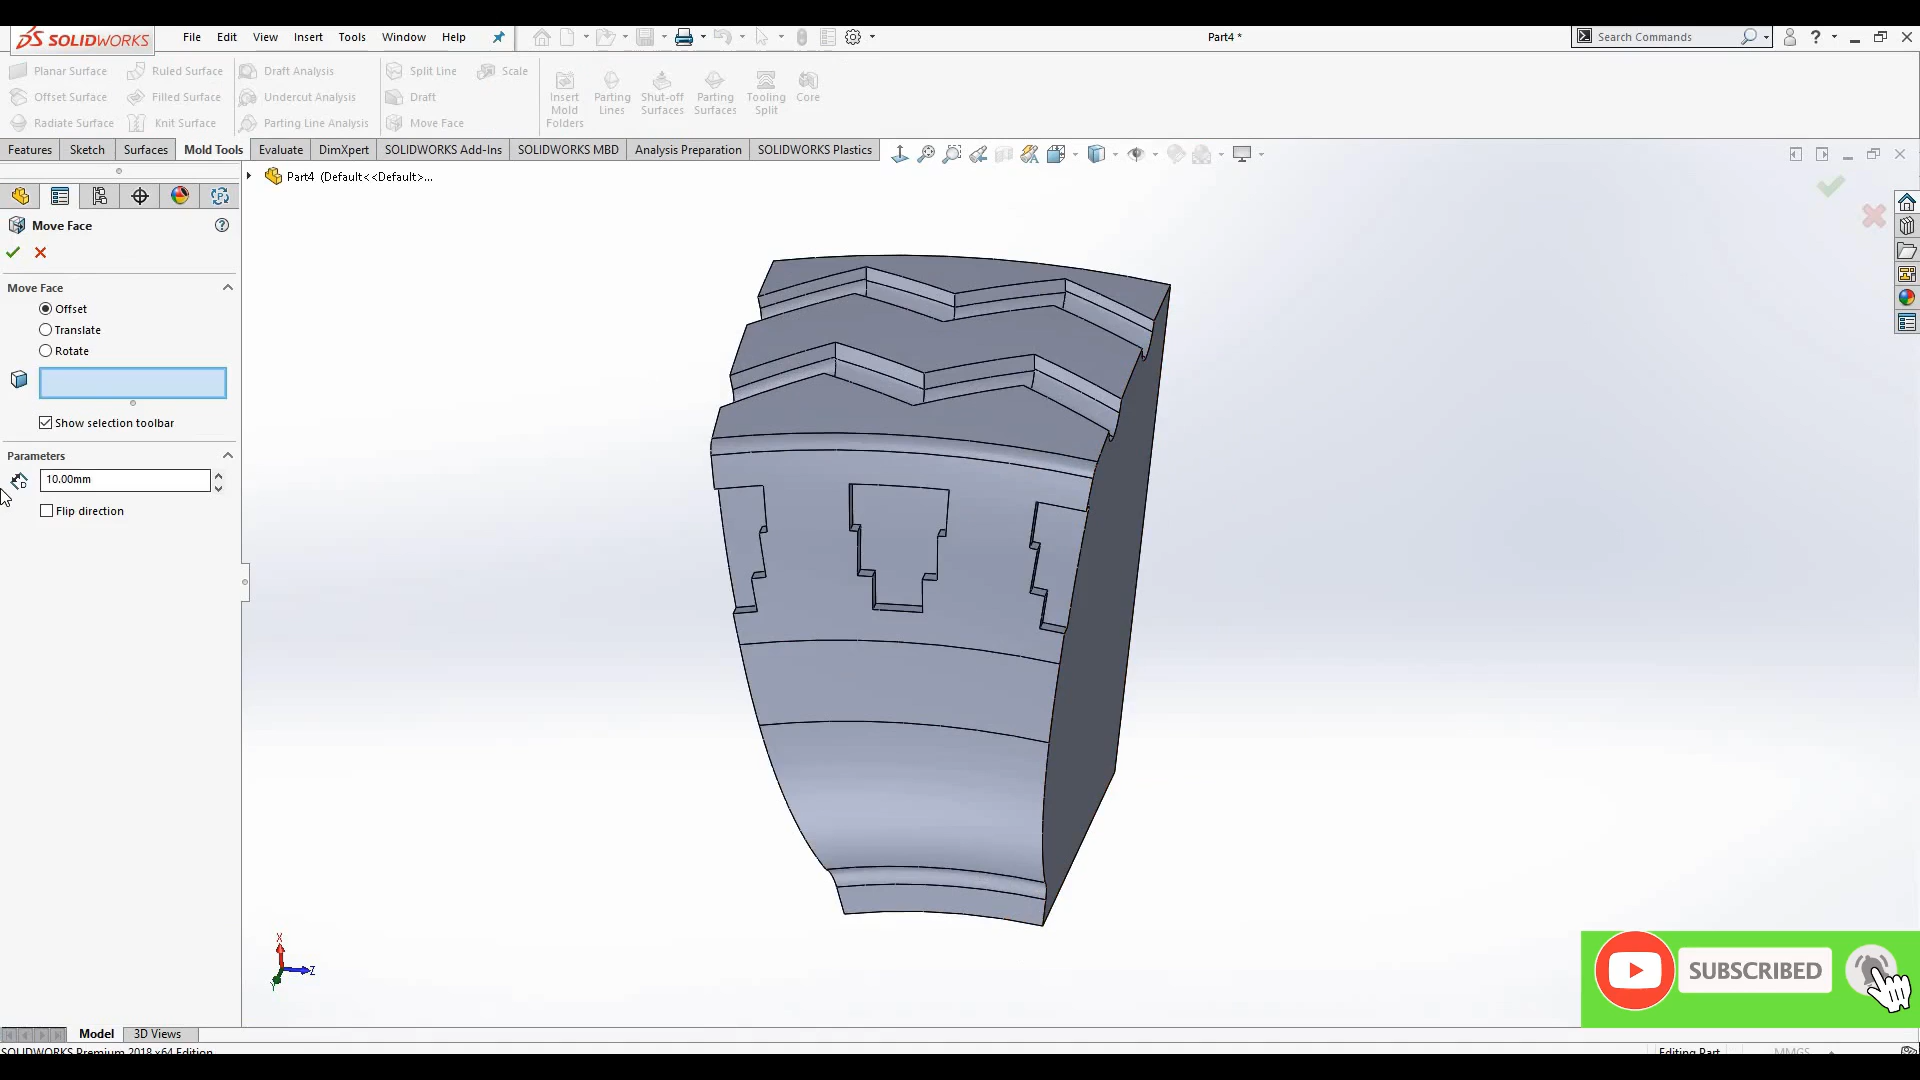 SOLIDWORKS File Edit View Insert Tools Window Help Part4 * Search Commands
Planar Surface Ruled Surface Draft Analysis Split Line Scale
Offset Surface Filled Surface Undercut Analysis Draft
Radiate Surface Knit Surface Parting Line Analysis Move Face
Insert Mold Folders
Parting Lines
Shut-off Surfaces
Parting Surfaces
Tooling Split
Core
Features Sketch Surfaces Mold Tools Evaluate DimXpert SOLIDWORKS Add-Ins SOLIDWORKS MBD Analysis Preparation SOLIDWORKS Plastics
Part4 (Default<<Default>...
Move Face
Move Face
Offset
Translate
Rotate
Show selection toolbar
Parameters
10.00mm
Flip direction
X
Z
Y
SUBSCRIBED
Model 3D Views
SOLIDWORKS Premium 2018 x64 Edition Editing Part MMGS